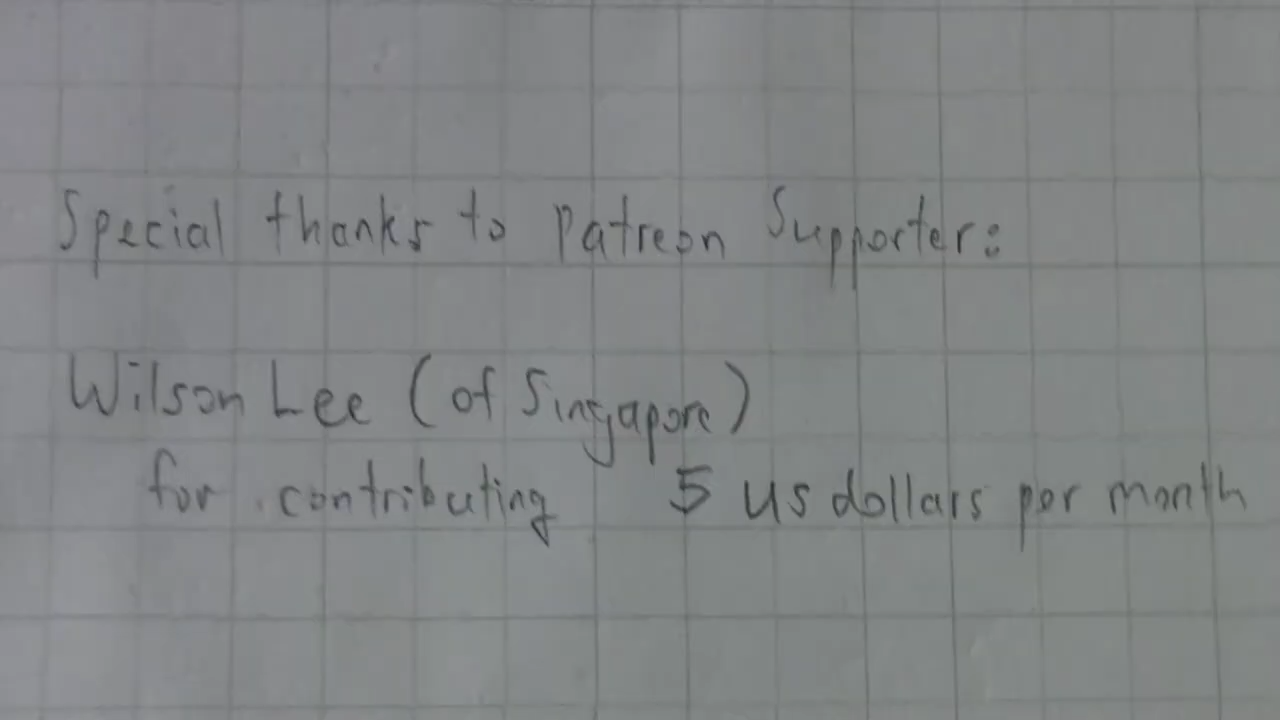 Special thanks to Patreon Supporter:
Wilson Lee (of Singapore)
for contributing 5 us dollars per month